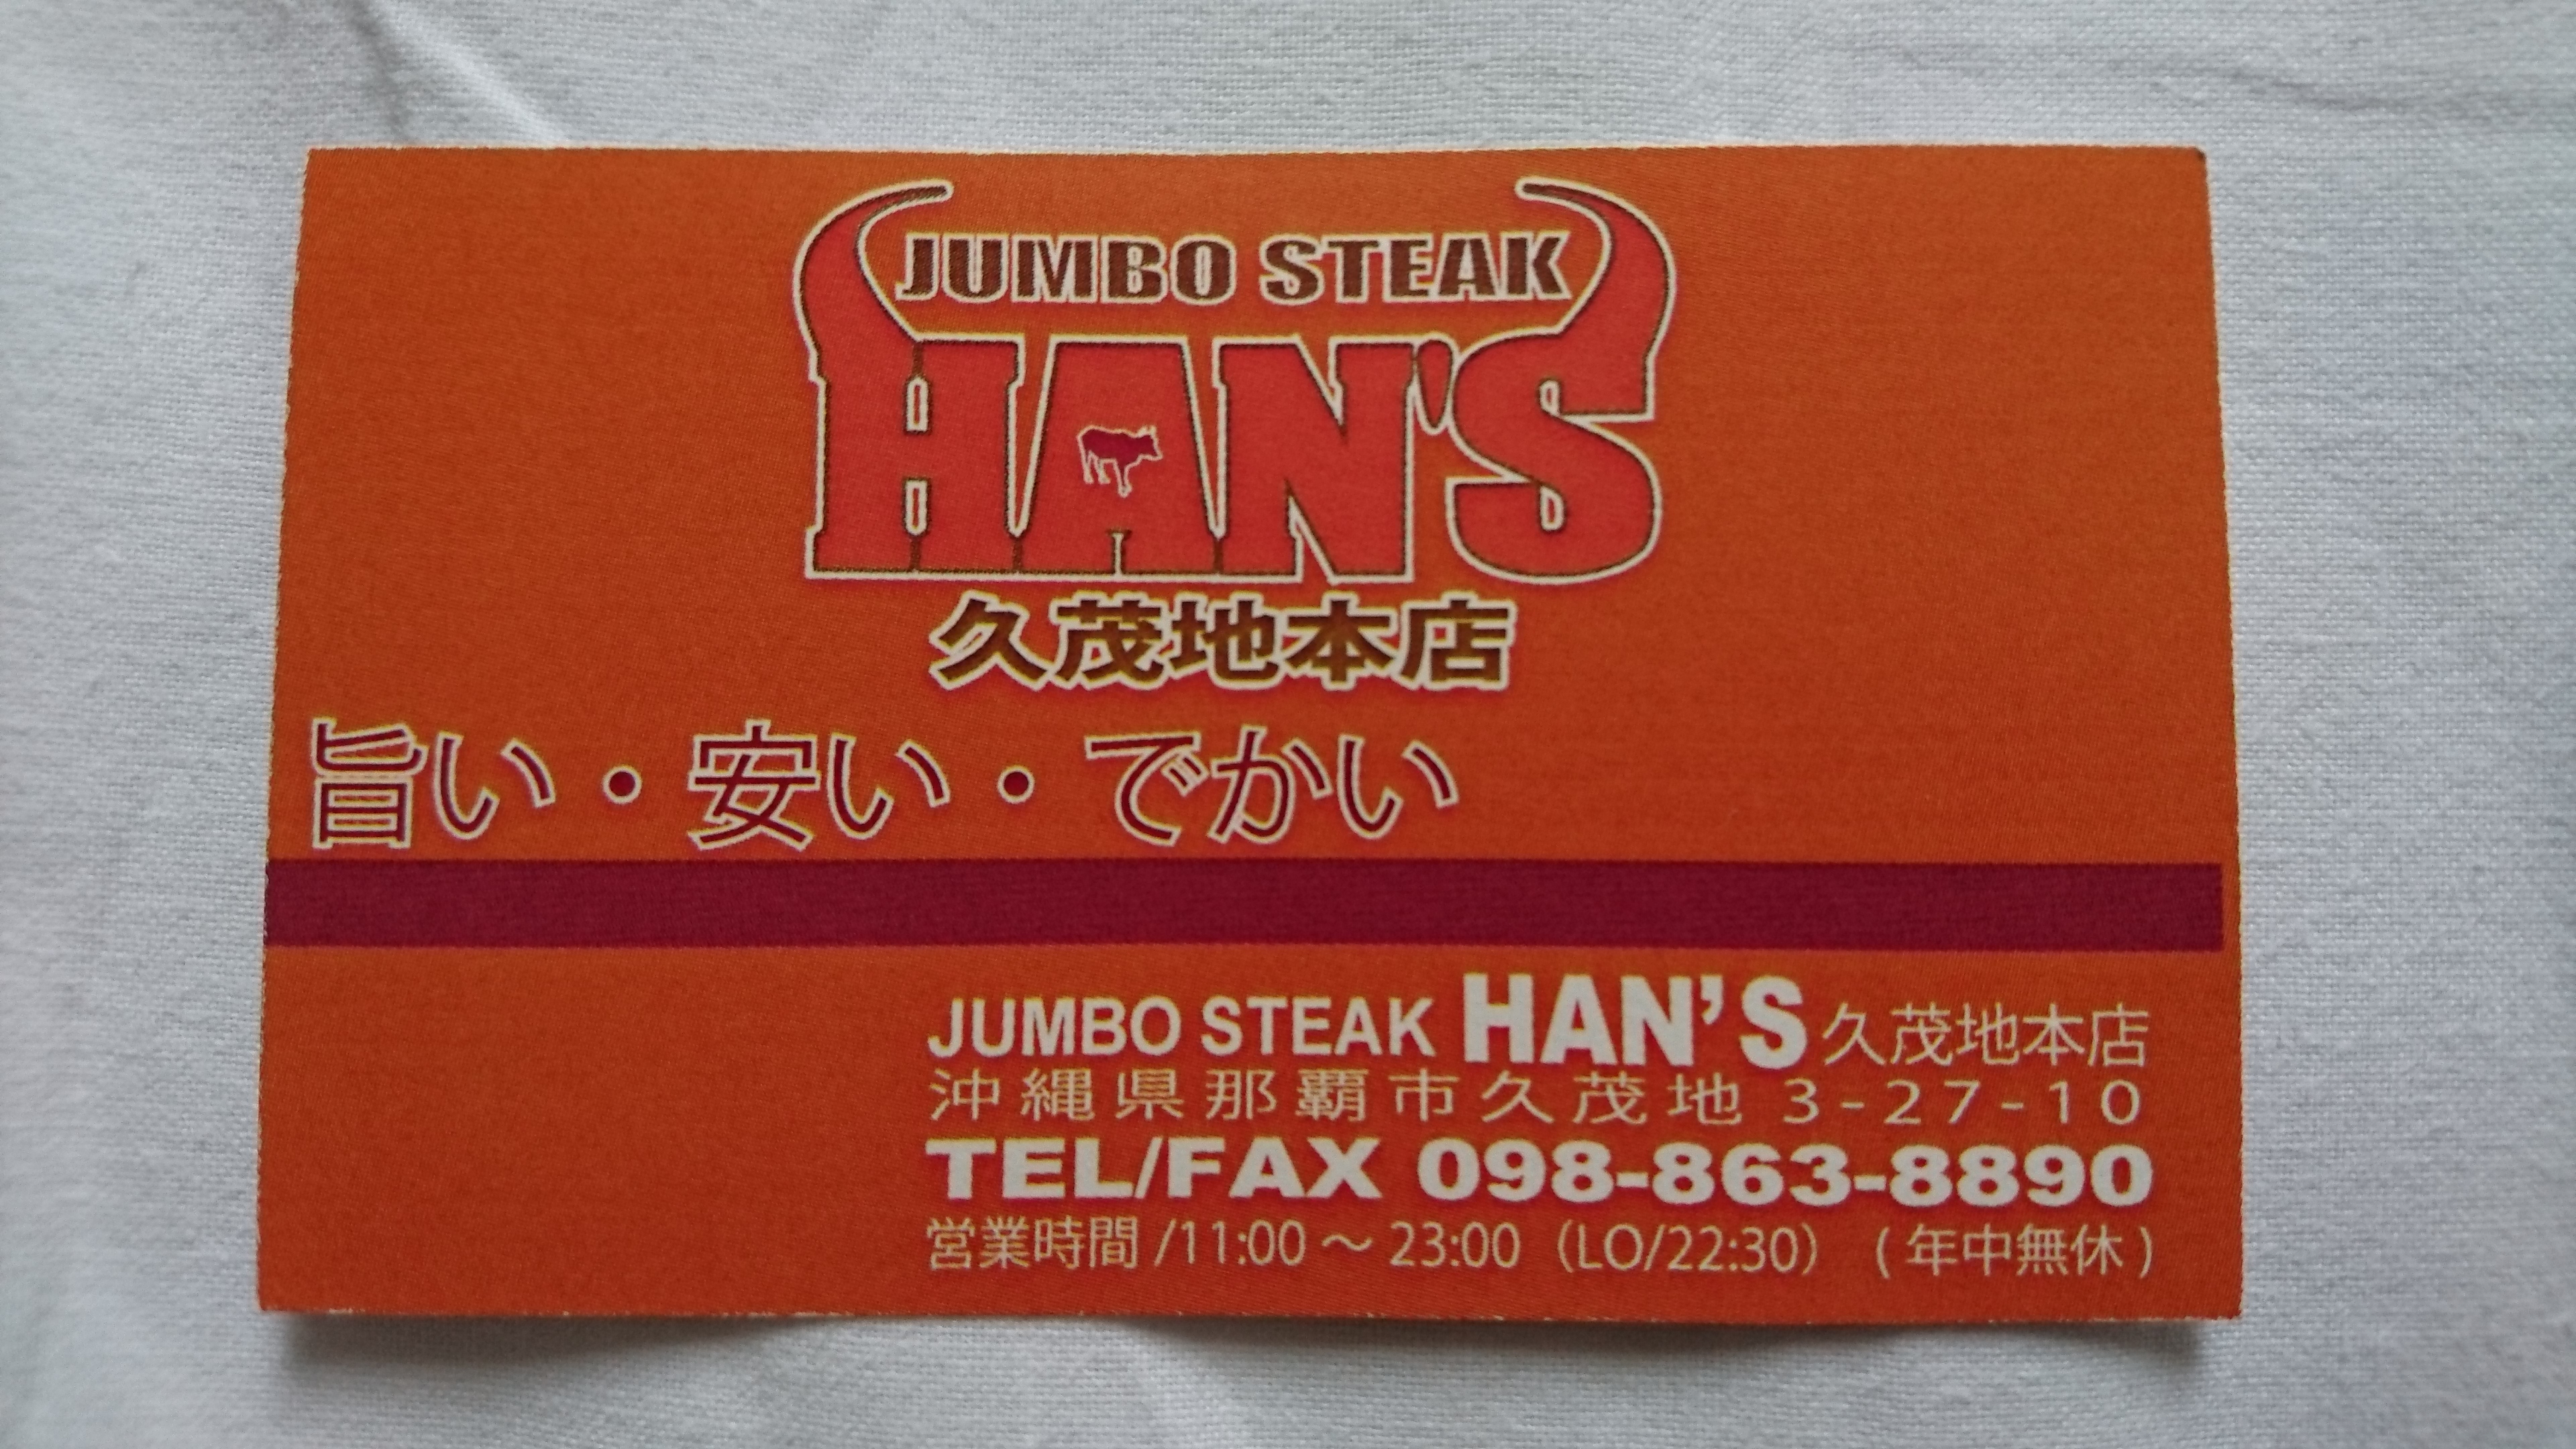 JUMBO STEAK
HAN'S
久茂地本店
旨い・安い・でかい
JUMBO STEAK HAN'S 久茂地本店
沖縄県那覇市久茂地 3-27-10
TEL/FAX 098-863-8890
営業時間 /11:00 ～ 23:00（LO/22:30） ( 年中無休 )